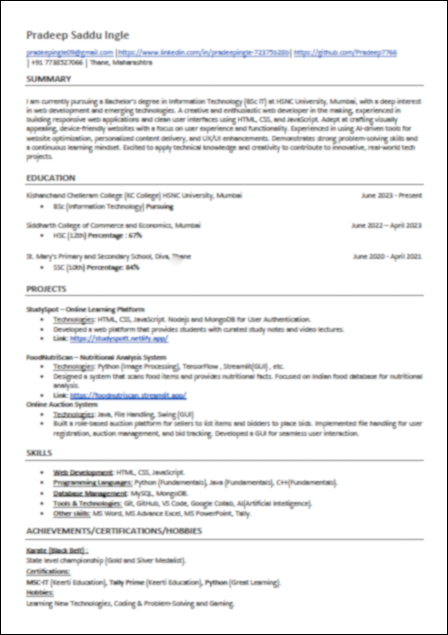 Pradeep Saddu Ingle
| https://github.com/Pradeep7766
| +91 7738527066 | Thane, Maharashtra
SUMMARY
I am currently pursuing a Bachelor's degree in Information Technology (BSc IT) at HSNC University, Mumbai, with a deep interest
in web development and emerging technologies. A creative and enthusiastic web developer in the making, experienced in
building responsive web applications and clean user interfaces using HTML, CSS, and JavaScript. Adept at crafting visually
appealing, device-friendly websites with a focus on user experience and functionality. Experienced in using AI-driven tools for
website optimization, personalized content delivery, and UX/UI enhancements. Demonstrates strong problem-solving skills and
a continuous learning mindset. Excited to apply technical knowledge and creativity to contribute to innovative, real-world tech
projects.
EDUCATION
Kishanchand Chellaram College (KC College) HSNC University, Mumbai June 2023 - Present
• BSc (Information Technology) Pursuing
Siddharth College of Commerce and Economics, Mumbai June 2022 – April 2023
• HSC (12th) Percentage : 67%
St. Mary's Primary and Secondary School, Diva, Thane June 2020 - April 2021
• SSC (10th) Percentage: 84%
PROJECTS
StudySpot – Online Learning Platform
• Technologies: HTML, CSS, JavaScript. Nodejs and MongoDB for User Authentication.
• Developed a web platform that provides students with curated study notes and video lectures.
• Link: https://studyspott.netlify.app/
FoodNutriScan – Nutritional Analysis System
• Technologies: Python (Image Processing), TensorFlow , Streamlit(GUI) , etc.
• Designed a system that scans food items and provides nutritional facts. Focused on Indian food database for nutritional
analysis.
• Link: https://foodnutriscan.streamlit.app/
Online Auction System
• Technologies: Java, File Handling, Swing (GUI)
• Built a role-based auction platform for sellers to list items and bidders to place bids. Implemented file handling for user
registration, auction management, and bid tracking. Developed a GUI for seamless user interaction.
SKILLS
• Web Development: HTML, CSS, JavaScript.
• Programming Languages: Python (Fundamentals), Java (Fundamentals), C++(Fundamentals).
• Database Management: MySQL, MongoDB.
• Tools & Technologies: Git, GitHub, VS Code, Google Collab, AI(Artificial Intelligence).
• Other skills: MS Word, MS Advance Excel, MS PowerPoint, Tally.
ACHIEVEMENTS/CERTIFICATIONS/HOBBIES
Karate (Black Belt) :
State level championship (Gold and Silver Medalist).
Certifications:
MSC-IT (Keerti Education), Tally Prime (Keerti Education), Python (Great Learning).
Hobbies:
Learning New Technologies, Coding & Problem-Solving and Gaming.